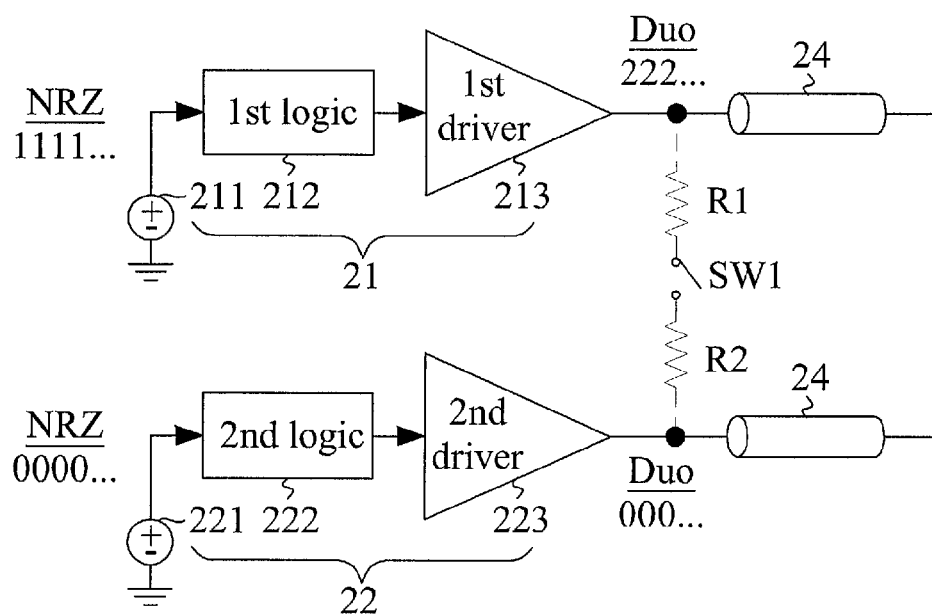 Duo
222...
24
NRZ
1111...
1st logic
1st
driver
211
212
213
R1
21
SW1
R2
24
NRZ
0000...
2nd logic
2nd
driver
Duo
000...
221
222
223
22